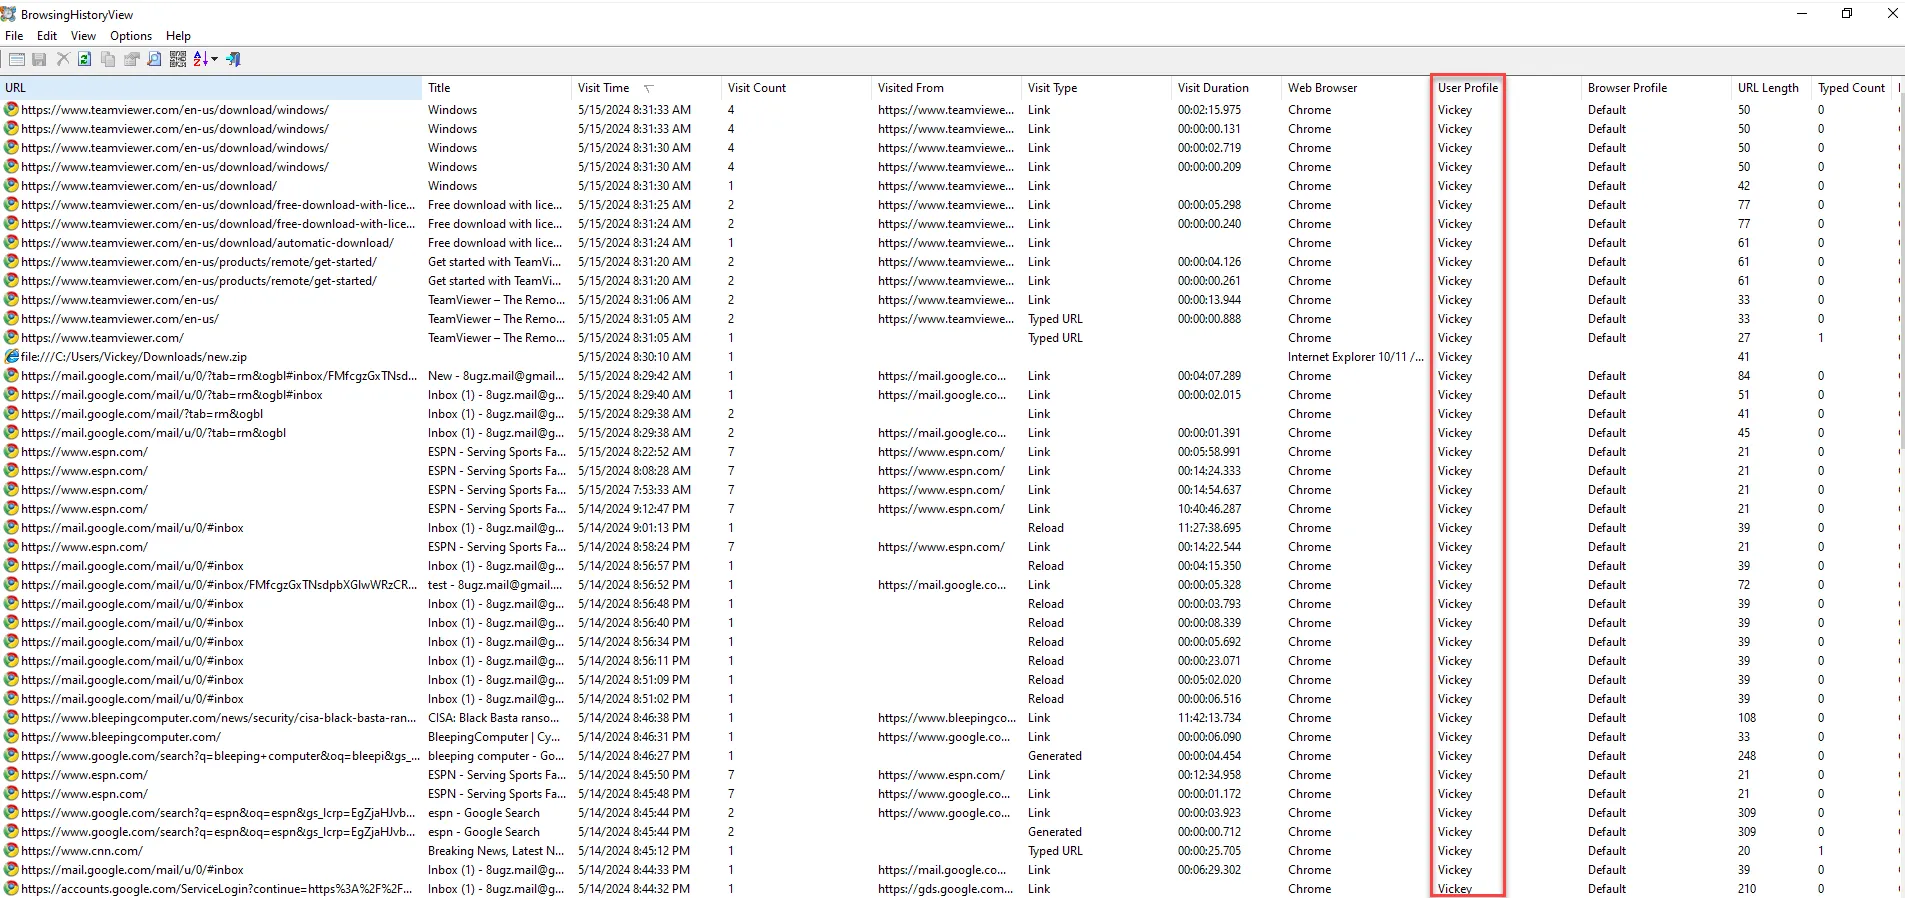 BrowsingHistoryView
File Edit View Options Help
URL Title Visit Time Visit Count Visited From Visit Type Visit Duration Web Browser User Profile Browser Profile URL Length Typed Count
https://www.teamviewer.com/en-us/download/windows/ Windows 5/15/2024 8:31:33 AM 4 https://www.teamviewe... Link 00:02:15.975 Chrome Vickey Default 50 0
https://www.teamviewer.com/en-us/download/windows/ Windows 5/15/2024 8:31:33 AM 4 https://www.teamviewe... Link 00:00:00.131 Chrome Vickey Default 50 0
https://www.teamviewer.com/en-us/download/windows/ Windows 5/15/2024 8:31:30 AM 4 https://www.teamviewe... Link 00:00:02.719 Chrome Vickey Default 50 0
https://www.teamviewer.com/en-us/download/windows/ Windows 5/15/2024 8:31:30 AM 4 https://www.teamviewe... Link 00:00:00.209 Chrome Vickey Default 50 0
https://www.teamviewer.com/en-us/download/ Windows 5/15/2024 8:31:30 AM 1 https://www.teamviewe... Link Chrome Vickey Default 42 0
https://www.teamviewer.com/en-us/download/free-download-with-lice... Free download with lice... 5/15/2024 8:31:25 AM 2 https://www.teamviewe... Link 00:00:05.298 Chrome Vickey Default 77 0
https://www.teamviewer.com/en-us/download/free-download-with-lice... Free download with lice... 5/15/2024 8:31:24 AM 2 https://www.teamviewe... Link 00:00:00.240 Chrome Vickey Default 77 0
https://www.teamviewer.com/en-us/download/automatic-download/ Free download with lice... 5/15/2024 8:31:24 AM 1 https://www.teamviewe... Link Chrome Vickey Default 61 0
https://www.teamviewer.com/en-us/products/remote/get-started/ Get started with TeamVi... 5/15/2024 8:31:20 AM 2 https://www.teamviewe... Link 00:00:04.126 Chrome Vickey Default 61 0
https://www.teamviewer.com/en-us/products/remote/get-started/ Get started with TeamVi... 5/15/2024 8:31:20 AM 2 https://www.teamviewe... Link 00:00:00.261 Chrome Vickey Default 61 0
https://www.teamviewer.com/en-us/ TeamViewer – The Remo... 5/15/2024 8:31:06 AM 2 https://www.teamviewe... Link 00:00:13.944 Chrome Vickey Default 33 0
https://www.teamviewer.com/en-us/ TeamViewer – The Remo... 5/15/2024 8:31:05 AM 2 https://www.teamviewe... Typed URL 00:00:00.888 Chrome Vickey Default 33 0
https://www.teamviewer.com/ TeamViewer – The Remo... 5/15/2024 8:31:05 AM 1 Typed URL Chrome Vickey Default 27 1
file:///C:/Users/Vickey/Downloads/new.zip 5/15/2024 8:30:10 AM 1 Internet Explorer 10/11 /... Vickey 41
https://mail.google.com/mail/u/0/?tab=rm&ogbl#inbox/FMfcgzGxTNsd... New - 8ugz.mail@gmail... 5/15/2024 8:29:42 AM 1 https://mail.google.co... Link 00:04:07.289 Chrome Vickey Default 84 0
https://mail.google.com/mail/u/0/?tab=rm&ogbl#inbox Inbox (1) - 8ugz.mail@g... 5/15/2024 8:29:40 AM 1 https://mail.google.co... Link 00:00:02.015 Chrome Vickey Default 51 0
https://mail.google.com/mail/?tab=rm&ogbl Inbox (1) - 8ugz.mail@g... 5/15/2024 8:29:38 AM 2 Link Chrome Vickey Default 41 0
https://mail.google.com/mail/u/0/?tab=rm&ogbl Inbox (1) - 8ugz.mail@g... 5/15/2024 8:29:38 AM 2 https://mail.google.co... Link 00:00:01.391 Chrome Vickey Default 45 0
https://www.espn.com/ ESPN - Serving Sports Fa... 5/15/2024 8:22:52 AM 7 https://www.espn.com/ Link 00:05:58.991 Chrome Vickey Default 21 0
https://www.espn.com/ ESPN - Serving Sports Fa... 5/15/2024 8:08:28 AM 7 https://www.espn.com/ Link 00:14:24.333 Chrome Vickey Default 21 0
https://www.espn.com/ ESPN - Serving Sports Fa... 5/15/2024 7:53:33 AM 7 https://www.espn.com/ Link 00:14:54.637 Chrome Vickey Default 21 0
https://www.espn.com/ ESPN - Serving Sports Fa... 5/14/2024 9:12:47 PM 7 https://www.espn.com/ Link 10:40:46.287 Chrome Vickey Default 21 0
https://mail.google.com/mail/u/0/#inbox Inbox (1) - 8ugz.mail@g... 5/14/2024 9:01:13 PM 1 Reload 11:27:38.695 Chrome Vickey Default 39 0
https://www.espn.com/ ESPN - Serving Sports Fa... 5/14/2024 8:58:24 PM 7 https://www.espn.com/ Link 00:14:22.544 Chrome Vickey Default 21 0
https://mail.google.com/mail/u/0/#inbox Inbox (1) - 8ugz.mail@g... 5/14/2024 8:56:57 PM 1 Reload 00:04:15.350 Chrome Vickey Default 39 0
https://mail.google.com/mail/u/0/#inbox/FMfcgzGxTNsdpbXGlwWRzCR... test - 8ugz.mail@gmail.... 5/14/2024 8:56:52 PM 1 https://mail.google.co... Link 00:00:05.328 Chrome Vickey Default 72 0
https://mail.google.com/mail/u/0/#inbox Inbox (1) - 8ugz.mail@g... 5/14/2024 8:56:48 PM 1 Reload 00:00:03.793 Chrome Vickey Default 39 0
https://mail.google.com/mail/u/0/#inbox Inbox (1) - 8ugz.mail@g... 5/14/2024 8:56:40 PM 1 Reload 00:00:08.339 Chrome Vickey Default 39 0
https://mail.google.com/mail/u/0/#inbox Inbox (1) - 8ugz.mail@g... 5/14/2024 8:56:34 PM 1 Reload 00:00:05.692 Chrome Vickey Default 39 0
https://mail.google.com/mail/u/0/#inbox Inbox (1) - 8ugz.mail@g... 5/14/2024 8:56:11 PM 1 Reload 00:00:23.071 Chrome Vickey Default 39 0
https://mail.google.com/mail/u/0/#inbox Inbox (1) - 8ugz.mail@g... 5/14/2024 8:51:09 PM 1 Reload 00:05:02.020 Chrome Vickey Default 39 0
https://mail.google.com/mail/u/0/#inbox Inbox (1) - 8ugz.mail@g... 5/14/2024 8:51:02 PM 1 Reload 00:00:06.516 Chrome Vickey Default 39 0
https://www.bleepingcomputer.com/news/security/cisa-black-basta-ran... CISA: Black Basta ranso... 5/14/2024 8:46:38 PM 1 https://www.bleepingco... Link 11:42:13.734 Chrome Vickey Default 108 0
https://www.bleepingcomputer.com/ BleepingComputer | Cy... 5/14/2024 8:46:31 PM 1 https://www.google.co... Link 00:00:06.090 Chrome Vickey Default 33 0
https://www.google.com/search?q=bleeping+computer&oq=bleepi&gs_... bleeping computer - Go... 5/14/2024 8:46:27 PM 1 Generated 00:00:04.454 Chrome Vickey Default 248 0
https://www.espn.com/ ESPN - Serving Sports Fa... 5/14/2024 8:45:50 PM 7 https://www.espn.com/ Link 00:12:34.958 Chrome Vickey Default 21 0
https://www.espn.com/ ESPN - Serving Sports Fa... 5/14/2024 8:45:48 PM 7 https://www.google.co... Link 00:00:01.172 Chrome Vickey Default 21 0
https://www.google.com/search?q=espn&oq=espn&gs_lcrp=EgZjaHJvb... espn - Google Search 5/14/2024 8:45:44 PM 2 https://www.google.co... Link 00:00:03.923 Chrome Vickey Default 309 0
https://www.google.com/search?q=espn&oq=espn&gs_lcrp=EgZjaHJvb... espn - Google Search 5/14/2024 8:45:44 PM 2 Generated 00:00:00.712 Chrome Vickey Default 309 0
https://www.cnn.com/ Breaking News, Latest N... 5/14/2024 8:45:12 PM 1 Typed URL 00:00:25.705 Chrome Vickey Default 20 1
https://mail.google.com/mail/u/0/#inbox Inbox (1) - 8ugz.mail@g... 5/14/2024 8:44:33 PM 1 https://mail.google.co... Link 00:06:29.302 Chrome Vickey Default 39 0
https://accounts.google.com/ServiceLogin?continue=https%3A%2F%2F... Inbox (1) - 8ugz.mail@g... 5/14/2024 8:44:32 PM 1 https://gds.google.com... Link Chrome Vickey Default 210 0